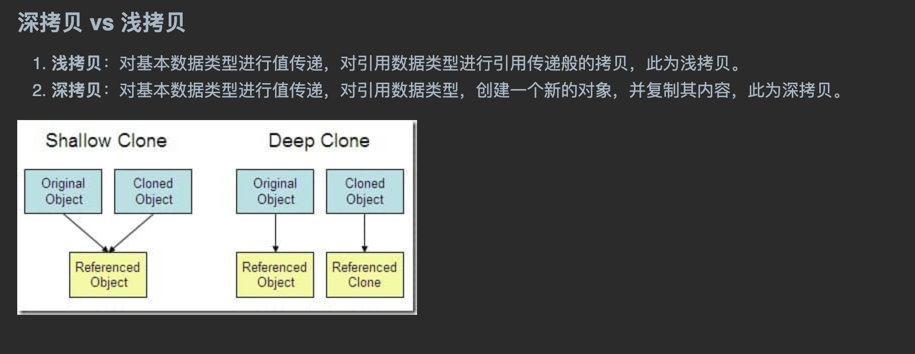 深拷贝 vs 浅拷贝
1. 浅拷贝：对基本数据类型进行值传递，对引用数据类型进行引用传递般的拷贝，此为浅拷贝。
2. 深拷贝：对基本数据类型进行值传递，对引用数据类型，创建一个新的对象，并复制其内容，此为深拷贝。
Shallow Clone
Deep Clone
Original
Object
Cloned
Object
Original
Object
Cloned
Object
Referenced
Object
Referenced
Object
Referenced
Clone